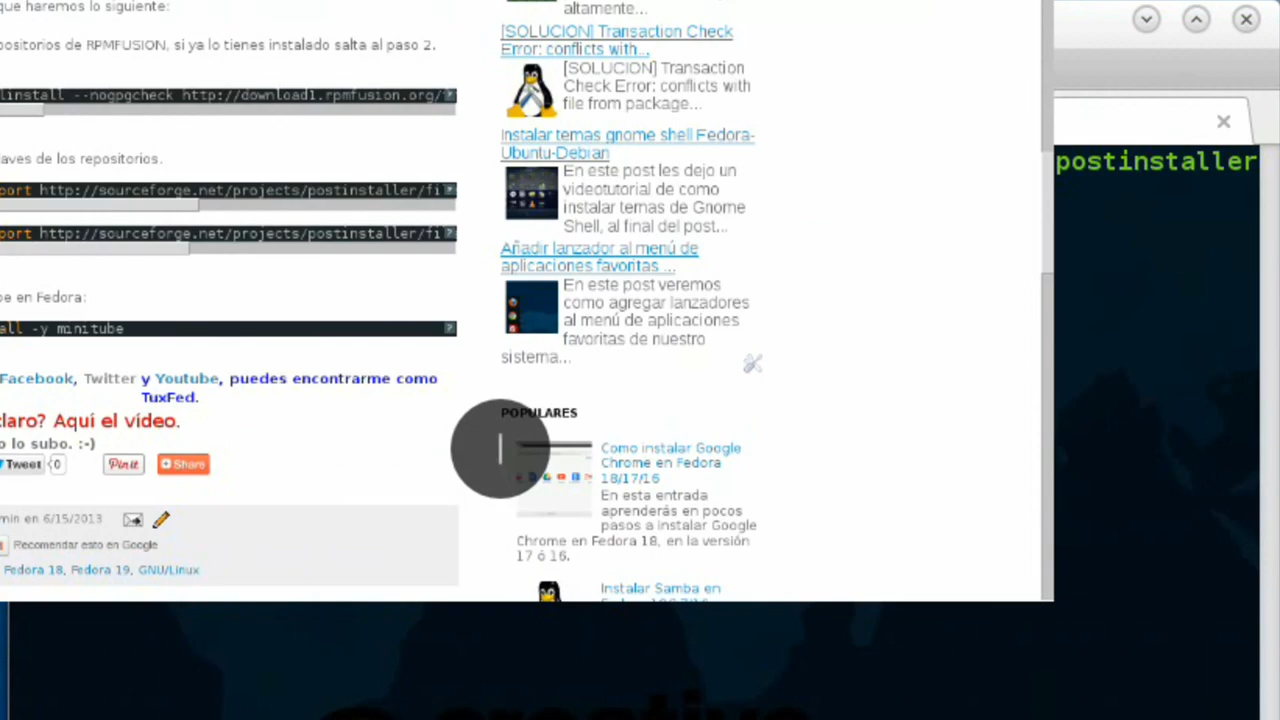 que haremos lo siguiente:
positorios de RPMFUSION, si ya lo tienes instalado salta al paso 2.
linstall --nogpgcheck http://download1.rpmfusion.org/
aves de los repositorios.
port http://sourceforge.net/projects/postinstaller/fi
port http://sourceforge.net/projects/postinstaller/fi
be en Fedora:
all -y minitube
Facebook, Twitter y Youtube, puedes encontrarme como
TuxFed.
claro? Aquí el vídeo.
o lo subo. :-)
Tweet 0 Pin it Share
min en 6/15/2013
Recomendar esto en Google
Fedora 18, Fedora 19, GNU/Linux
altamente...
[SOLUCION] Transaction Check
Error: conflicts with...
[SOLUCION] Transaction
Check Error: conflicts with
file from package...
Instalar temas gnome shell Fedora-
Ubuntu-Debian
En este post les dejo un
videotutorial de como
instalar temas de Gnome
Shell, al final del post...
Añadir lanzador al menú de
aplicaciones favoritas ...
En este post veremos
como agregar lanzadores
al menú de aplicaciones
favoritas de nuestro
sistema...
POPULARES
Como instalar Google
Chrome en Fedora
18/17/16
En esta entrada
aprenderás en pocos
pasos a instalar Google
Chrome en Fedora 18, en la versión
17 ó 16.
Instalar Samba en
postinstaller